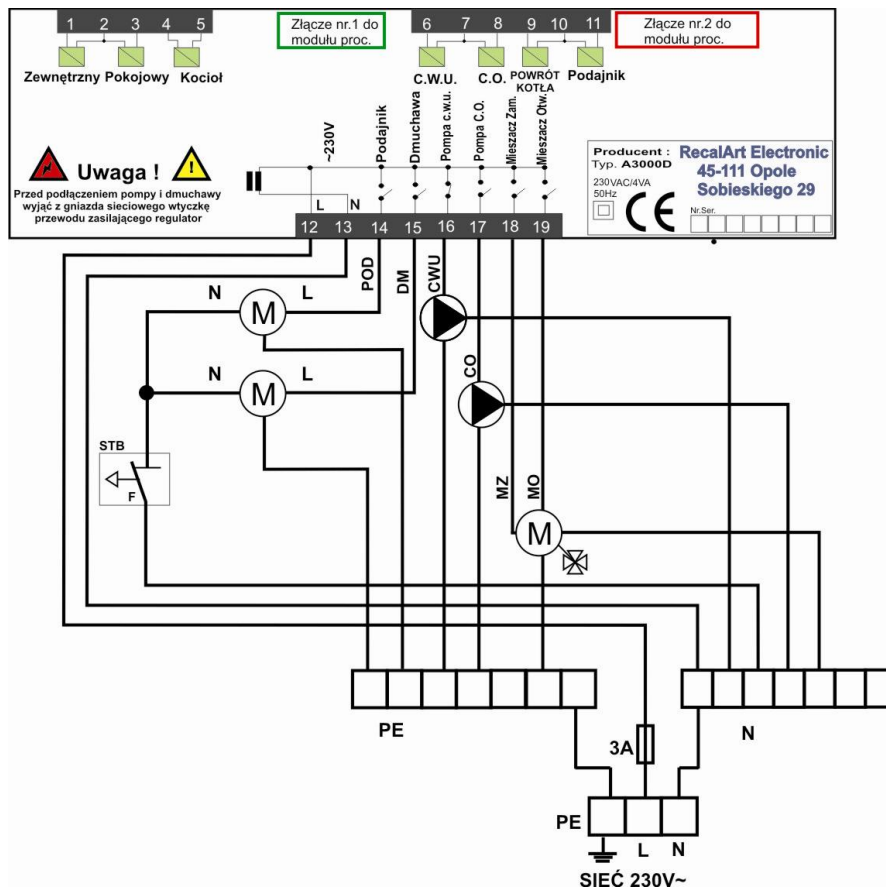 1 2 3 4 5
Złącze nr.1 do
modułu proc.
6 7 8 9 10 11
Złącze nr.2 do
modułu proc.
Zewnętrzny Pokojowy Kocioł
C.W.U. C.O. POWRÓT
KOTŁA
Podajnik
~230V
Podajnik
Dmuchawa
Pompa c.w.u.
Pompa C.O.
Mieszacz Zam.
Mieszacz Otw.
Uwaga !
Przed podłączeniem pompy i dmuchawy
wyjąć z gniazda sieciowego wtyczkę
przewodu zasilającego regulator
Producent :
Typ. A3000D
230VAC/4VA
50Hz
CE
RecalArt Electronic
45-111 Opole
Sobieskiego 29
Nr.Ser.
L N
12 13 14 15 16 17 18 19
POD
DM
CWU
N M L
CO
N M L
STB
F
MZ
MO
M
PE
N
3A
PE
L N
SIEĆ 230V~